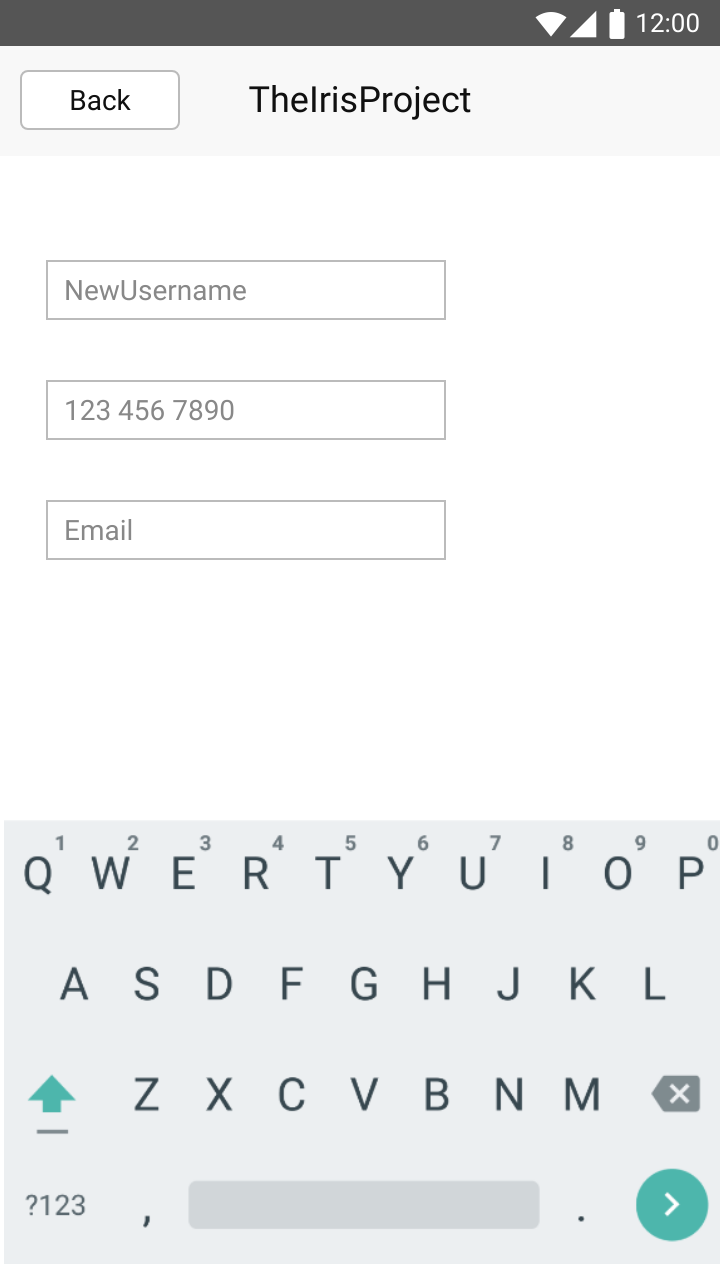 12:00
Back TheIrisProject
NewUsername
123 456 7890
Email
1 2 3 4 5 6 7 8 9 0
Q W E R T Y U I O P
A S D F G H J K L
Z X C V B N M
?123 , .